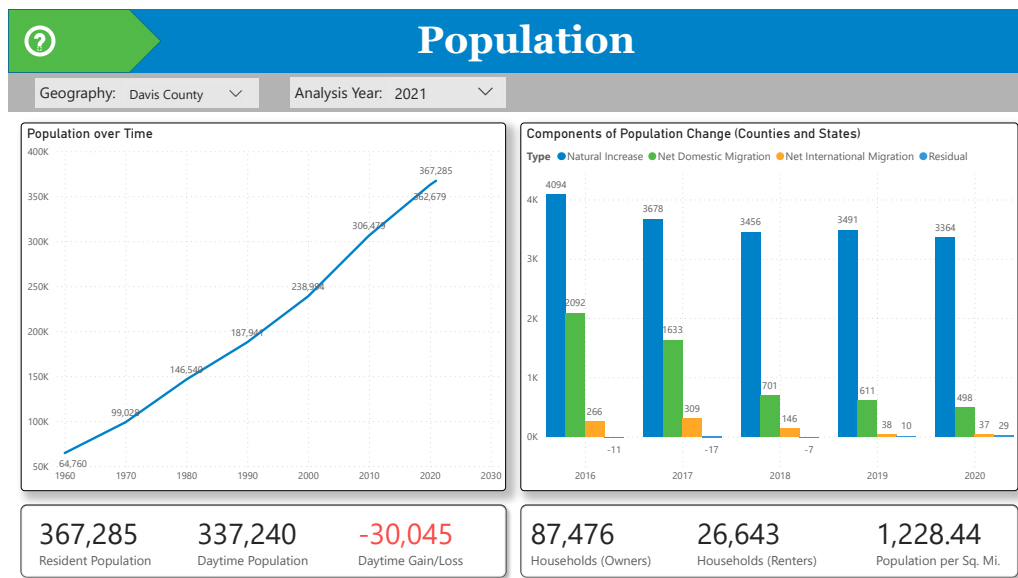 ?
Population
Geography: Davis County
Analysis Year: 2021
Population over Time
400K
350K
300K
250K
200K
150K
100K
50K
64,760
99,028
146,540
187,941
238,994
306,479
362,679
367,285
1960 1970 1980 1990 2000 2010 2020 2030
Components of Population Change (Counties and States)
Type Natural Increase Net Domestic Migration Net International Migration Residual
4K
3K
2K
1K
0K
4094 2092 266 -11
3678 1633 309 -17
3456 701 146 -7
3491 611 38 10
3364 498 37 29
2016 2017 2018 2019 2020
367,285 337,240 -30,045
Resident Population Daytime Population Daytime Gain/Loss
87,476 26,643 1,228.44
Households (Owners) Households (Renters) Population per Sq. Mi.